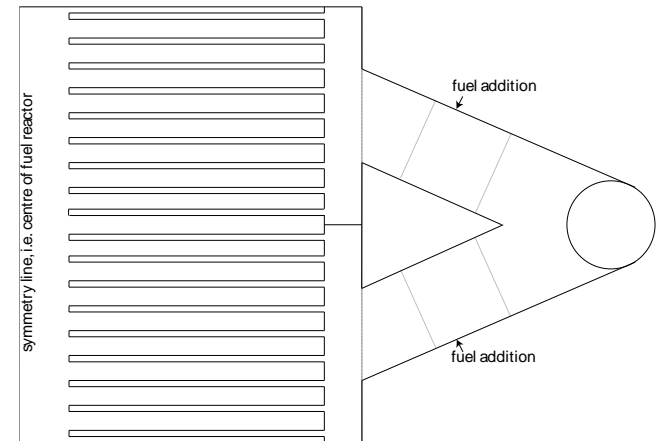 symmetry line, i.e. centre of fuel reactor
fuel addition
fuel addition